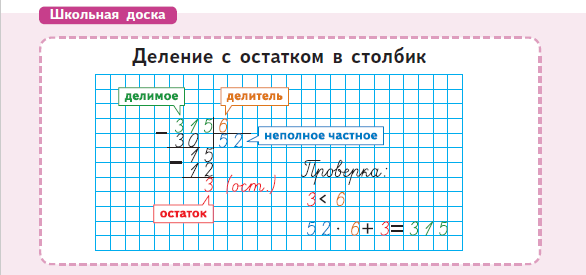 Школьная доска
Деление с остатком в столбик
делимое делитель
− 315 6
30 52 неполное частное
− 15
12 Проверка:
3 (ост.) 3 < 6
остаток
52 · 6 + 3 = 315